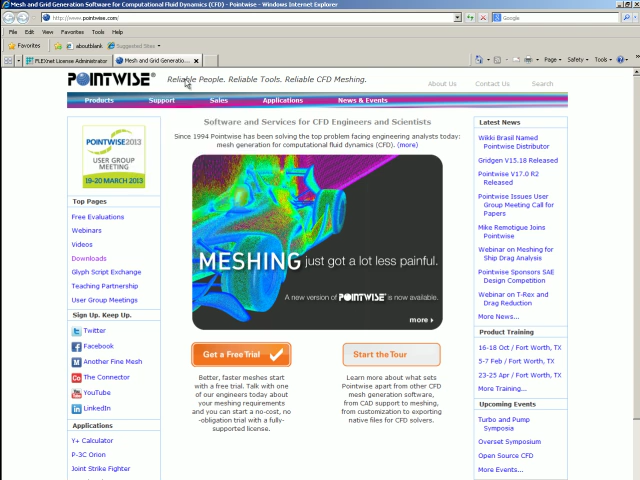 Mesh and Grid Generation Software for Computational Fluid Dynamics (CFD) - Pointwise - Windows Internet Explorer
http://www.pointwise.com/
Google
File Edit View Favorites Tools Help
Favorites about:blank Suggested Sites
FLEXnet License Administrator Mesh and Grid Generatio...
Page Safety Tools
POINTWISE® Reliable People. Reliable Tools. Reliable CFD Meshing.
About Us Contact Us Search
Products Support Sales Applications News & Events
POINTWISE2013
USER GROUP
MEETING
19-20 MARCH 2013
Top Pages
Free Evaluations
Webinars
Videos
Downloads
Glyph Script Exchange
Teaching Partnership
User Group Meetings
Sign Up. Keep Up.
Twitter
Facebook
Another Fine Mesh
The Connector
YouTube
LinkedIn
Applications
Y+ Calculator
P-3C Orion
Joint Strike Fighter
Software and Services for CFD Engineers and Scientists
Since 1994 Pointwise has been solving the top problem facing engineering analysts today:
mesh generation for computational fluid dynamics (CFD). (more)
MESHING just got a lot less painful.
A new version of POINTWISE® is now available.
more
Get a Free Trial
Better, faster meshes
start with a free trial. Talk with
one of our engineers today about
your meshing requirements
and you can start a no-cost, no
-obligation trial with a fully-
supported license.
Start the Tour
Learn more about what sets
Pointwise apart from other CFD
mesh generation software,
from CAD support to meshing,
from customization to exporting
native files for CFD solvers.
Latest News
Wikki Brasil Named
Pointwise Distributor
Gridgen V15.18 Released
Pointwise V17.0 R2
Released
Pointwise Issues User
Group Meeting Call for
Papers
Mike Remotigue Joins
Pointwise
Webinar on Meshing for
Ship Drag Analysis
Pointwise Sponsors SAE
Design Competition
Webinar on T-Rex and
Drag Reduction
More News...
Product Training
16-18 Oct / Fort Worth, TX
5-7 Feb / Fort Worth, TX
23-25 Apr / Fort Worth, TX
More Training...
Upcoming Events
Turbo and Pump
Symposia
Overset Symposium
Open Source CFD
More Events...